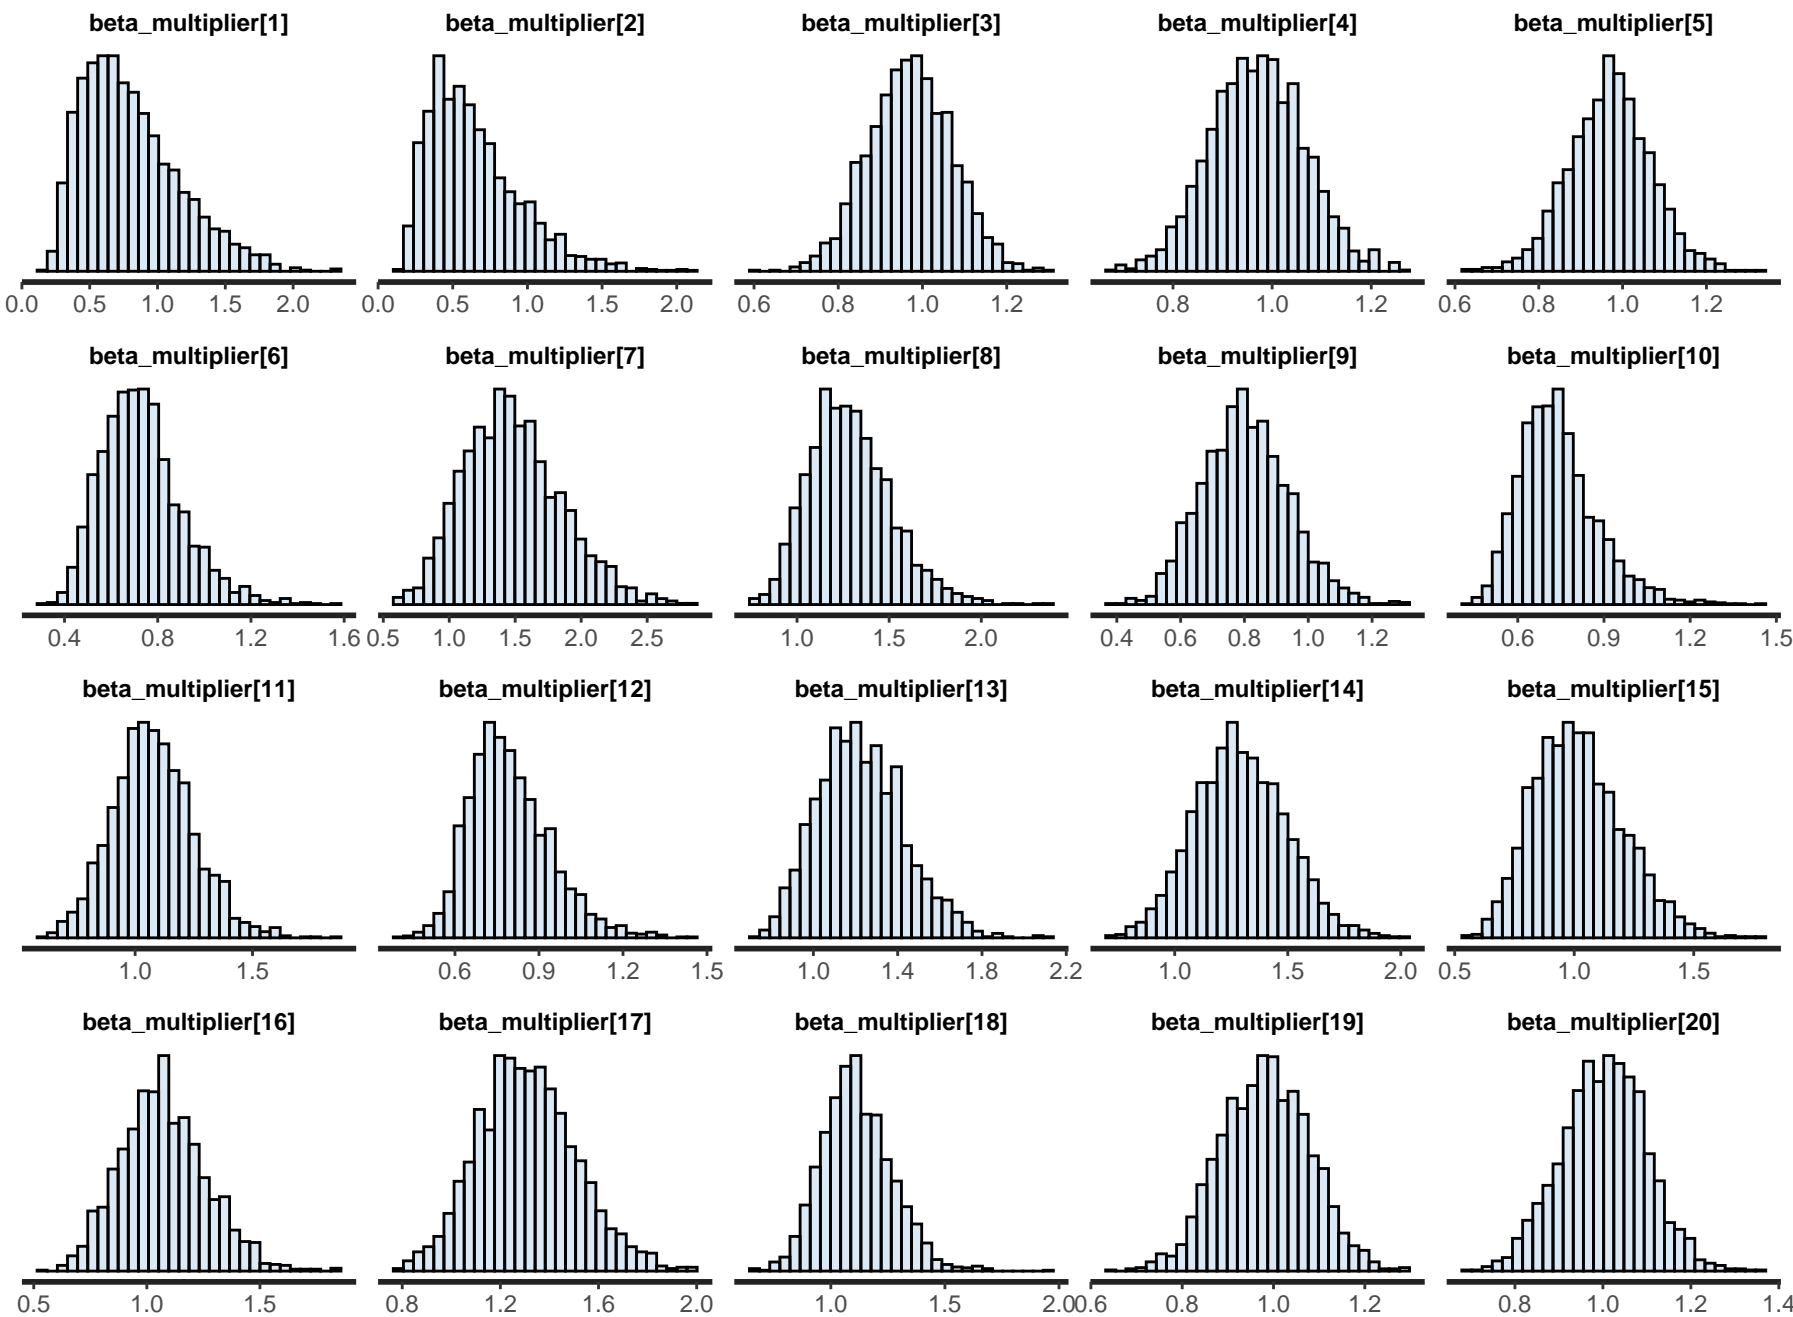 beta_multiplier[1] beta_multiplier[2] beta_multiplier[3] beta_multiplier[4] beta_multiplier[5]
0.0 0.5 1.0 1.5 2.0 0.0 0.5 1.0 1.5 2.0 0.6 0.8 1.0 1.2 0.8 1.0 1.2 0.6 0.8 1.0 1.2
beta_multiplier[6] beta_multiplier[7] beta_multiplier[8] beta_multiplier[9] beta_multiplier[10]
0.4 0.8 1.2 1.6 0.5 1.0 1.5 2.0 2.5 1.0 1.5 2.0 0.4 0.6 0.8 1.0 1.2 0.6 0.9 1.2 1.5
beta_multiplier[11] beta_multiplier[12] beta_multiplier[13] beta_multiplier[14] beta_multiplier[15]
1.0 1.5 0.6 0.9 1.2 1.5 1.0 1.4 1.8 2.2 1.0 1.5 2.0 0.5 1.0 1.5
beta_multiplier[16] beta_multiplier[17] beta_multiplier[18] beta_multiplier[19] beta_multiplier[20]
0.5 1.0 1.5 0.8 1.2 1.6 2.0 1.0 1.5 2.0 0.6 0.8 1.0 1.2 0.8 1.0 1.2 1.4